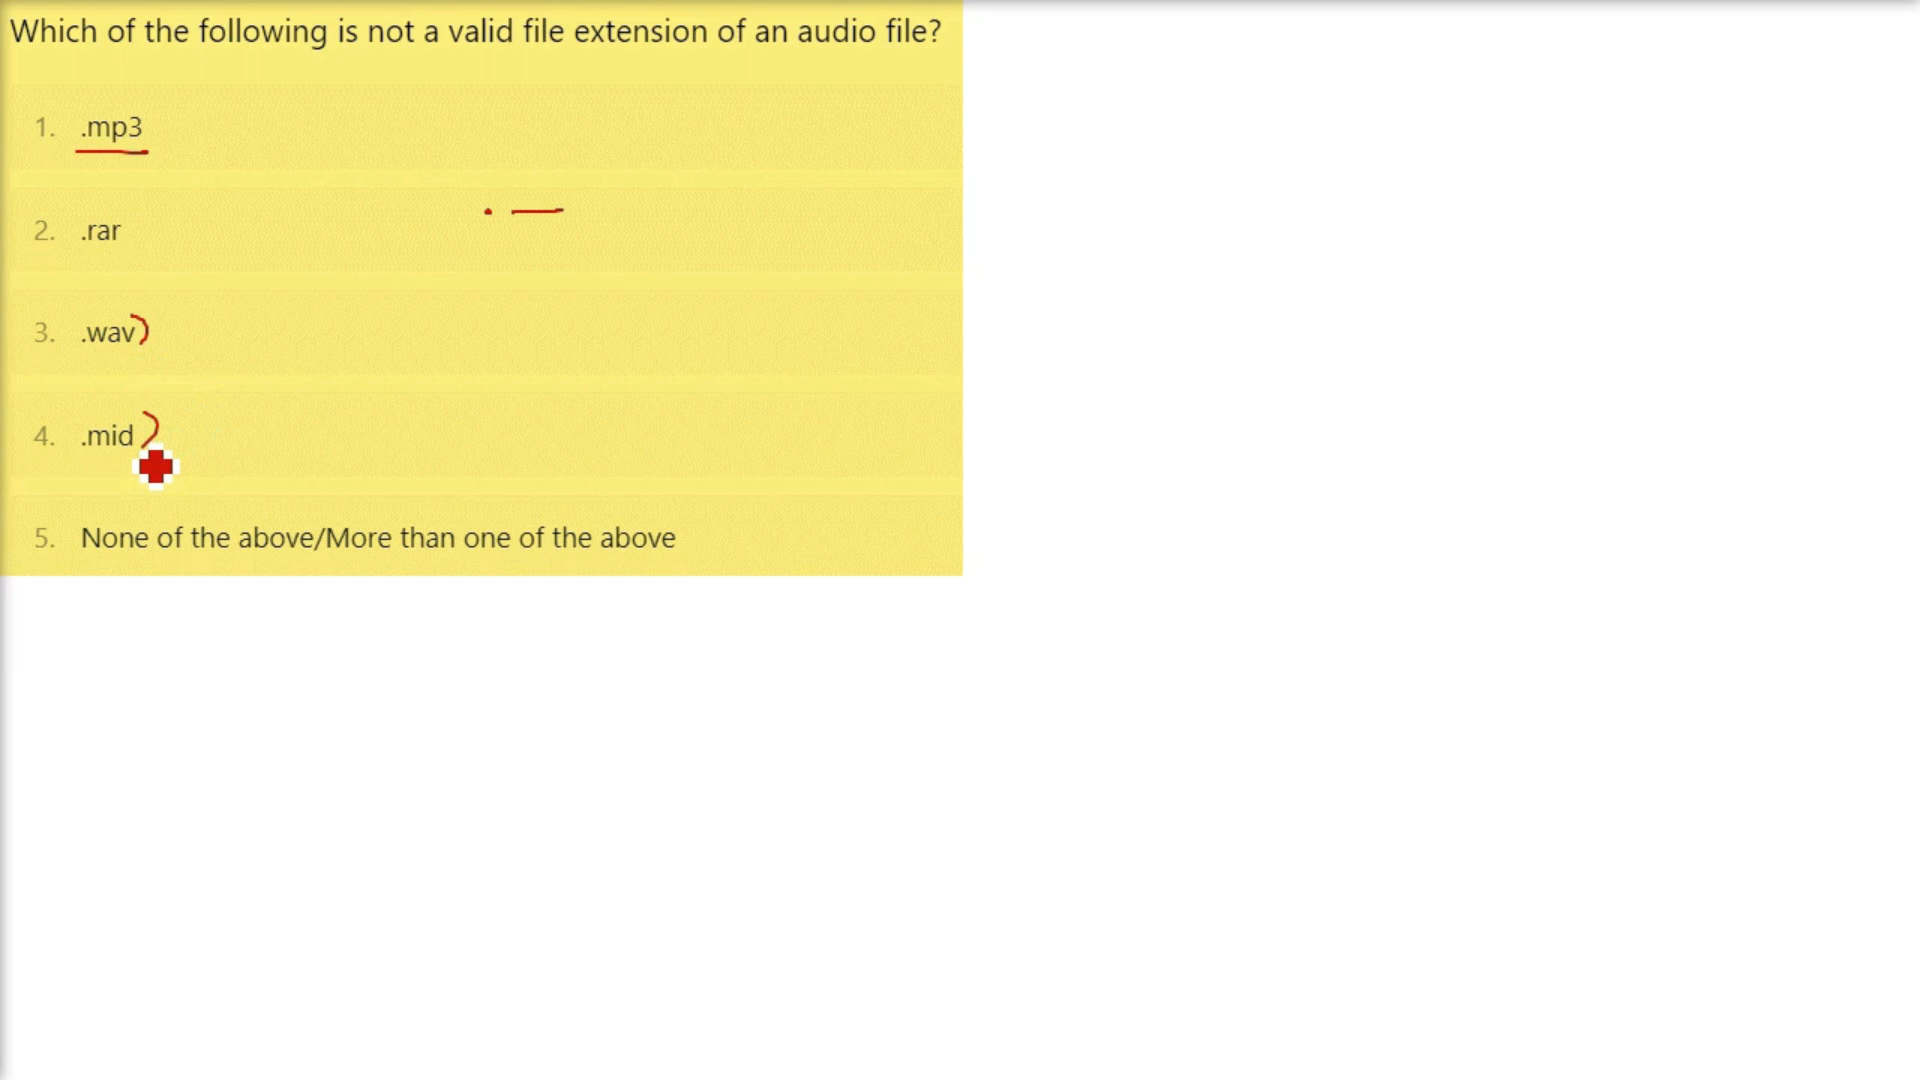 Which of the following is not a valid file extension of an audio file?
1. .mp3
2. .rar
3. .wav
4. .mid
5. None of the above/More than one of the above